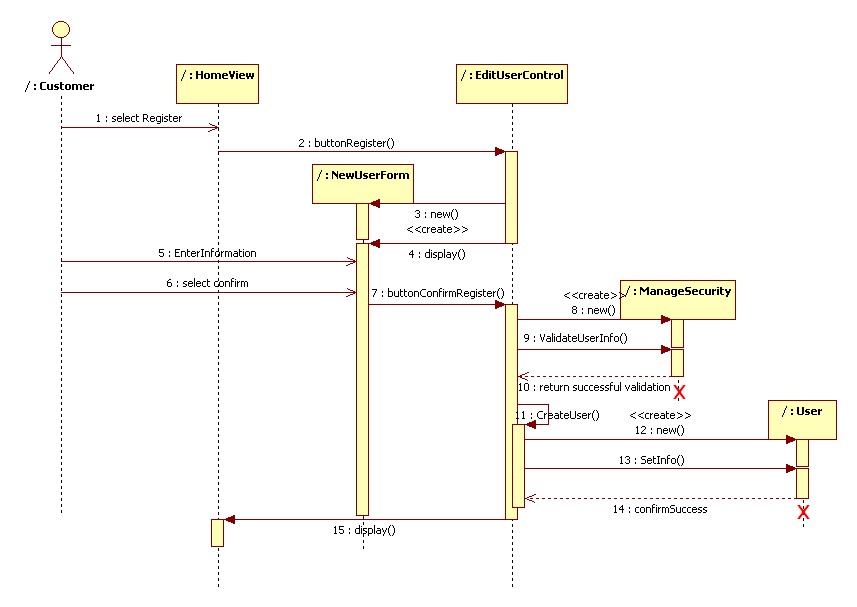 / : Customer
/ : HomeView
/ : EditUserControl
1 : select Register
2 : buttonRegister()
/ : NewUserForm
3 : new()
<<create>>
4 : display()
5 : EnterInformation
6 : select confirm
7 : buttonConfirmRegister()
/ : ManageSecurity
<<create>>
8 : new()
9 : ValidateUserInfo()
10 : return successful validation
X
/ : User
11 : CreateUser()
<<create>>
12 : new()
13 : SetInfo()
14 : confirmSuccess
X
15 : display()